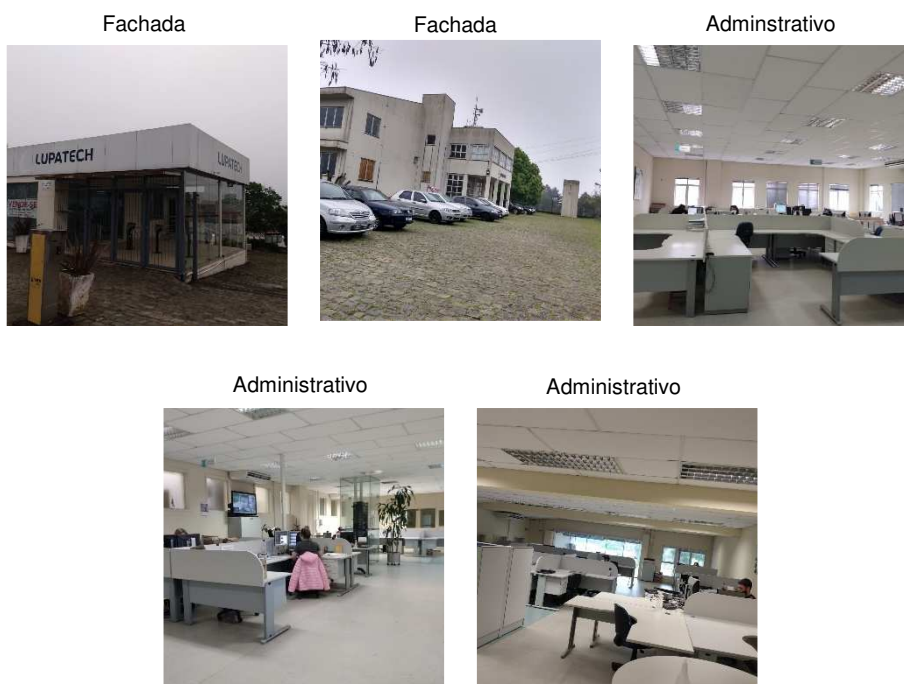 Fachada
Fachada
Adminstrativo
LUPATECH
LUPATECH
Administrativo
Administrativo